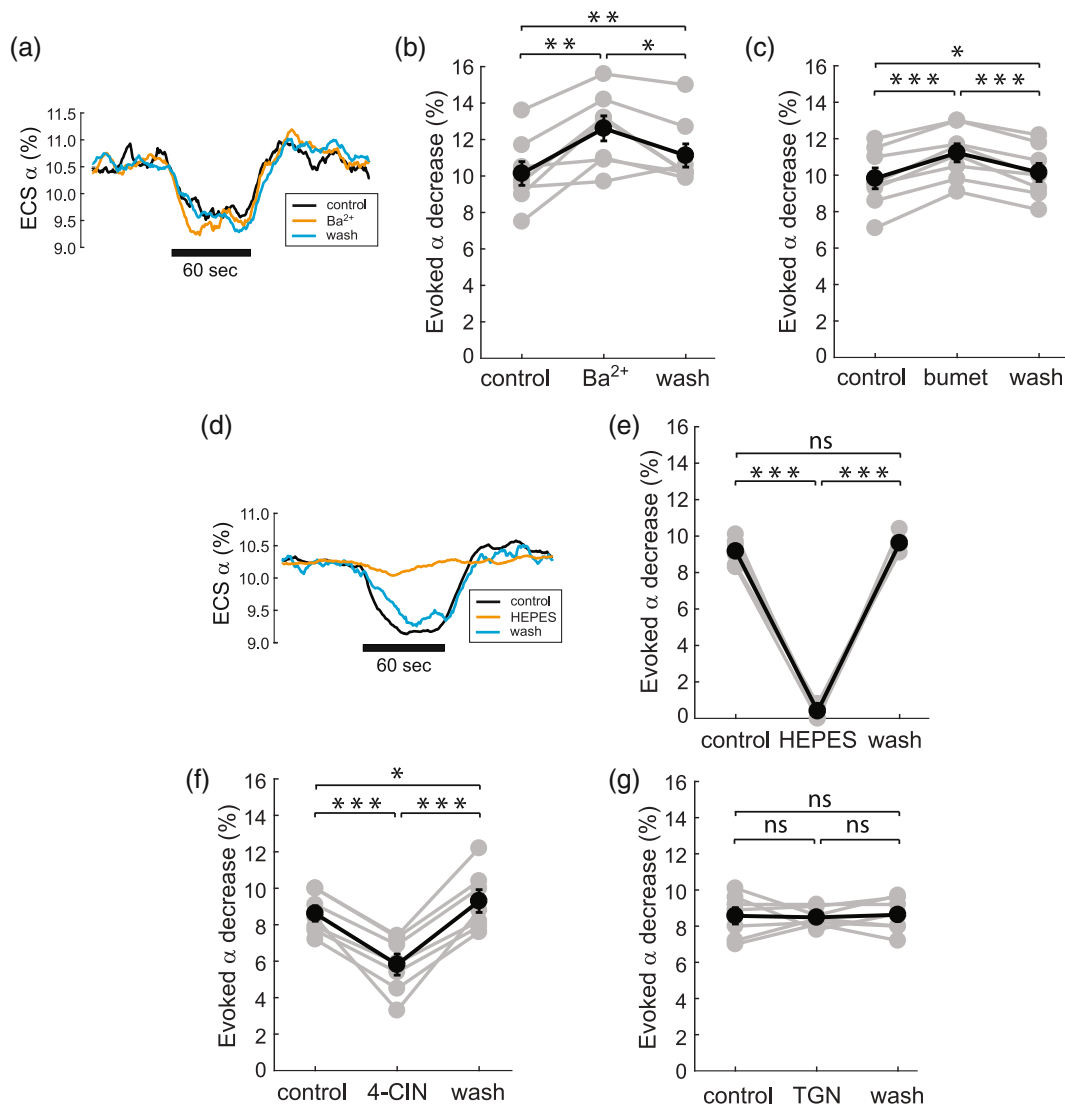 (a)
ECS α (%)
11.5
11.0
10.5
10.0
9.5
9.0
control
Ba²⁺
wash
60 sec
(b)
Evoked α decrease (%)
16
14
12
10
8
6
4
2
0
* *
* *
*
control Ba²⁺ wash
(c)
Evoked α decrease (%)
16
14
12
10
8
6
4
2
0
*
* * *
* * *
control bumet wash
(d)
ECS α (%)
11.0
10.5
10.0
9.5
9.0
control
HEPES
wash
60 sec
(e)
Evoked α decrease (%)
16
14
12
10
8
6
4
2
0
ns
* * *
* * *
control HEPES wash
(f)
Evoked α decrease (%)
16
14
12
10
8
6
4
2
0
*
* * *
* * *
control 4-CIN wash
(g)
Evoked α decrease (%)
16
14
12
10
8
6
4
2
0
ns
ns
ns
control TGN wash